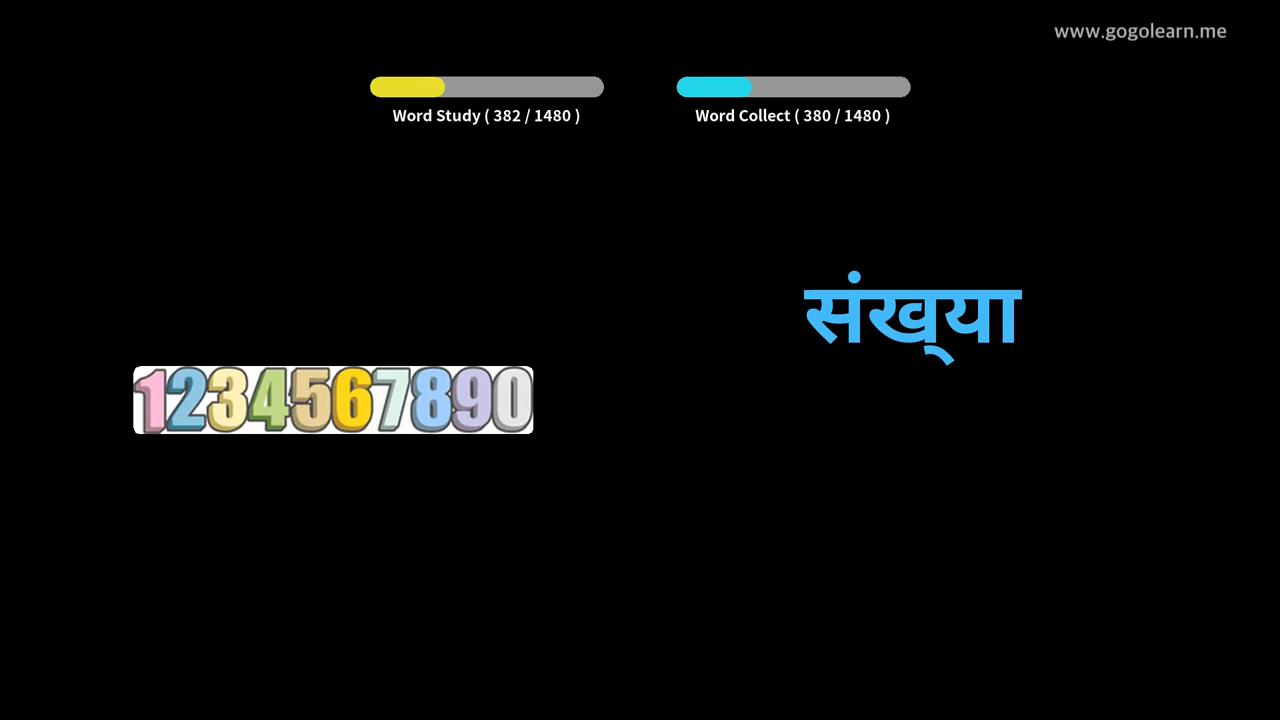 www.gogolearn.me
Word Study ( 382 / 1480 )
Word Collect ( 380 / 1480 )
संख्या
1234567890